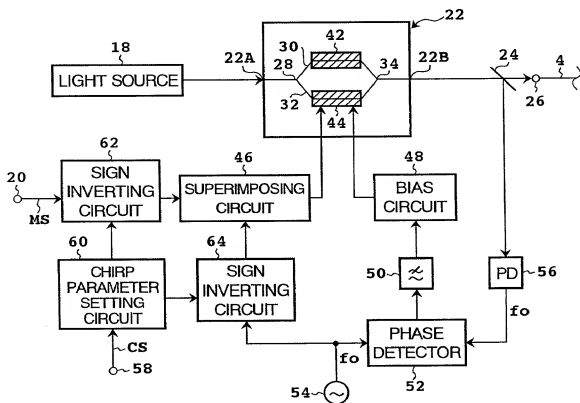 22
42
18
22A
30
34
22B
24
4
LIGHT SOURCE
28
26
32
44
62
46
48
20
SIGN
INVERTING
CIRCUIT
SUPERIMPOSING
CIRCUIT
BIAS
CIRCUIT
MS
60
64
CHIRP
PARAMETER
SETTING
CIRCUIT
SIGN
INVERTING
CIRCUIT
50
PD
56
CS
fo
fo
PHASE
DETECTOR
58
54
52